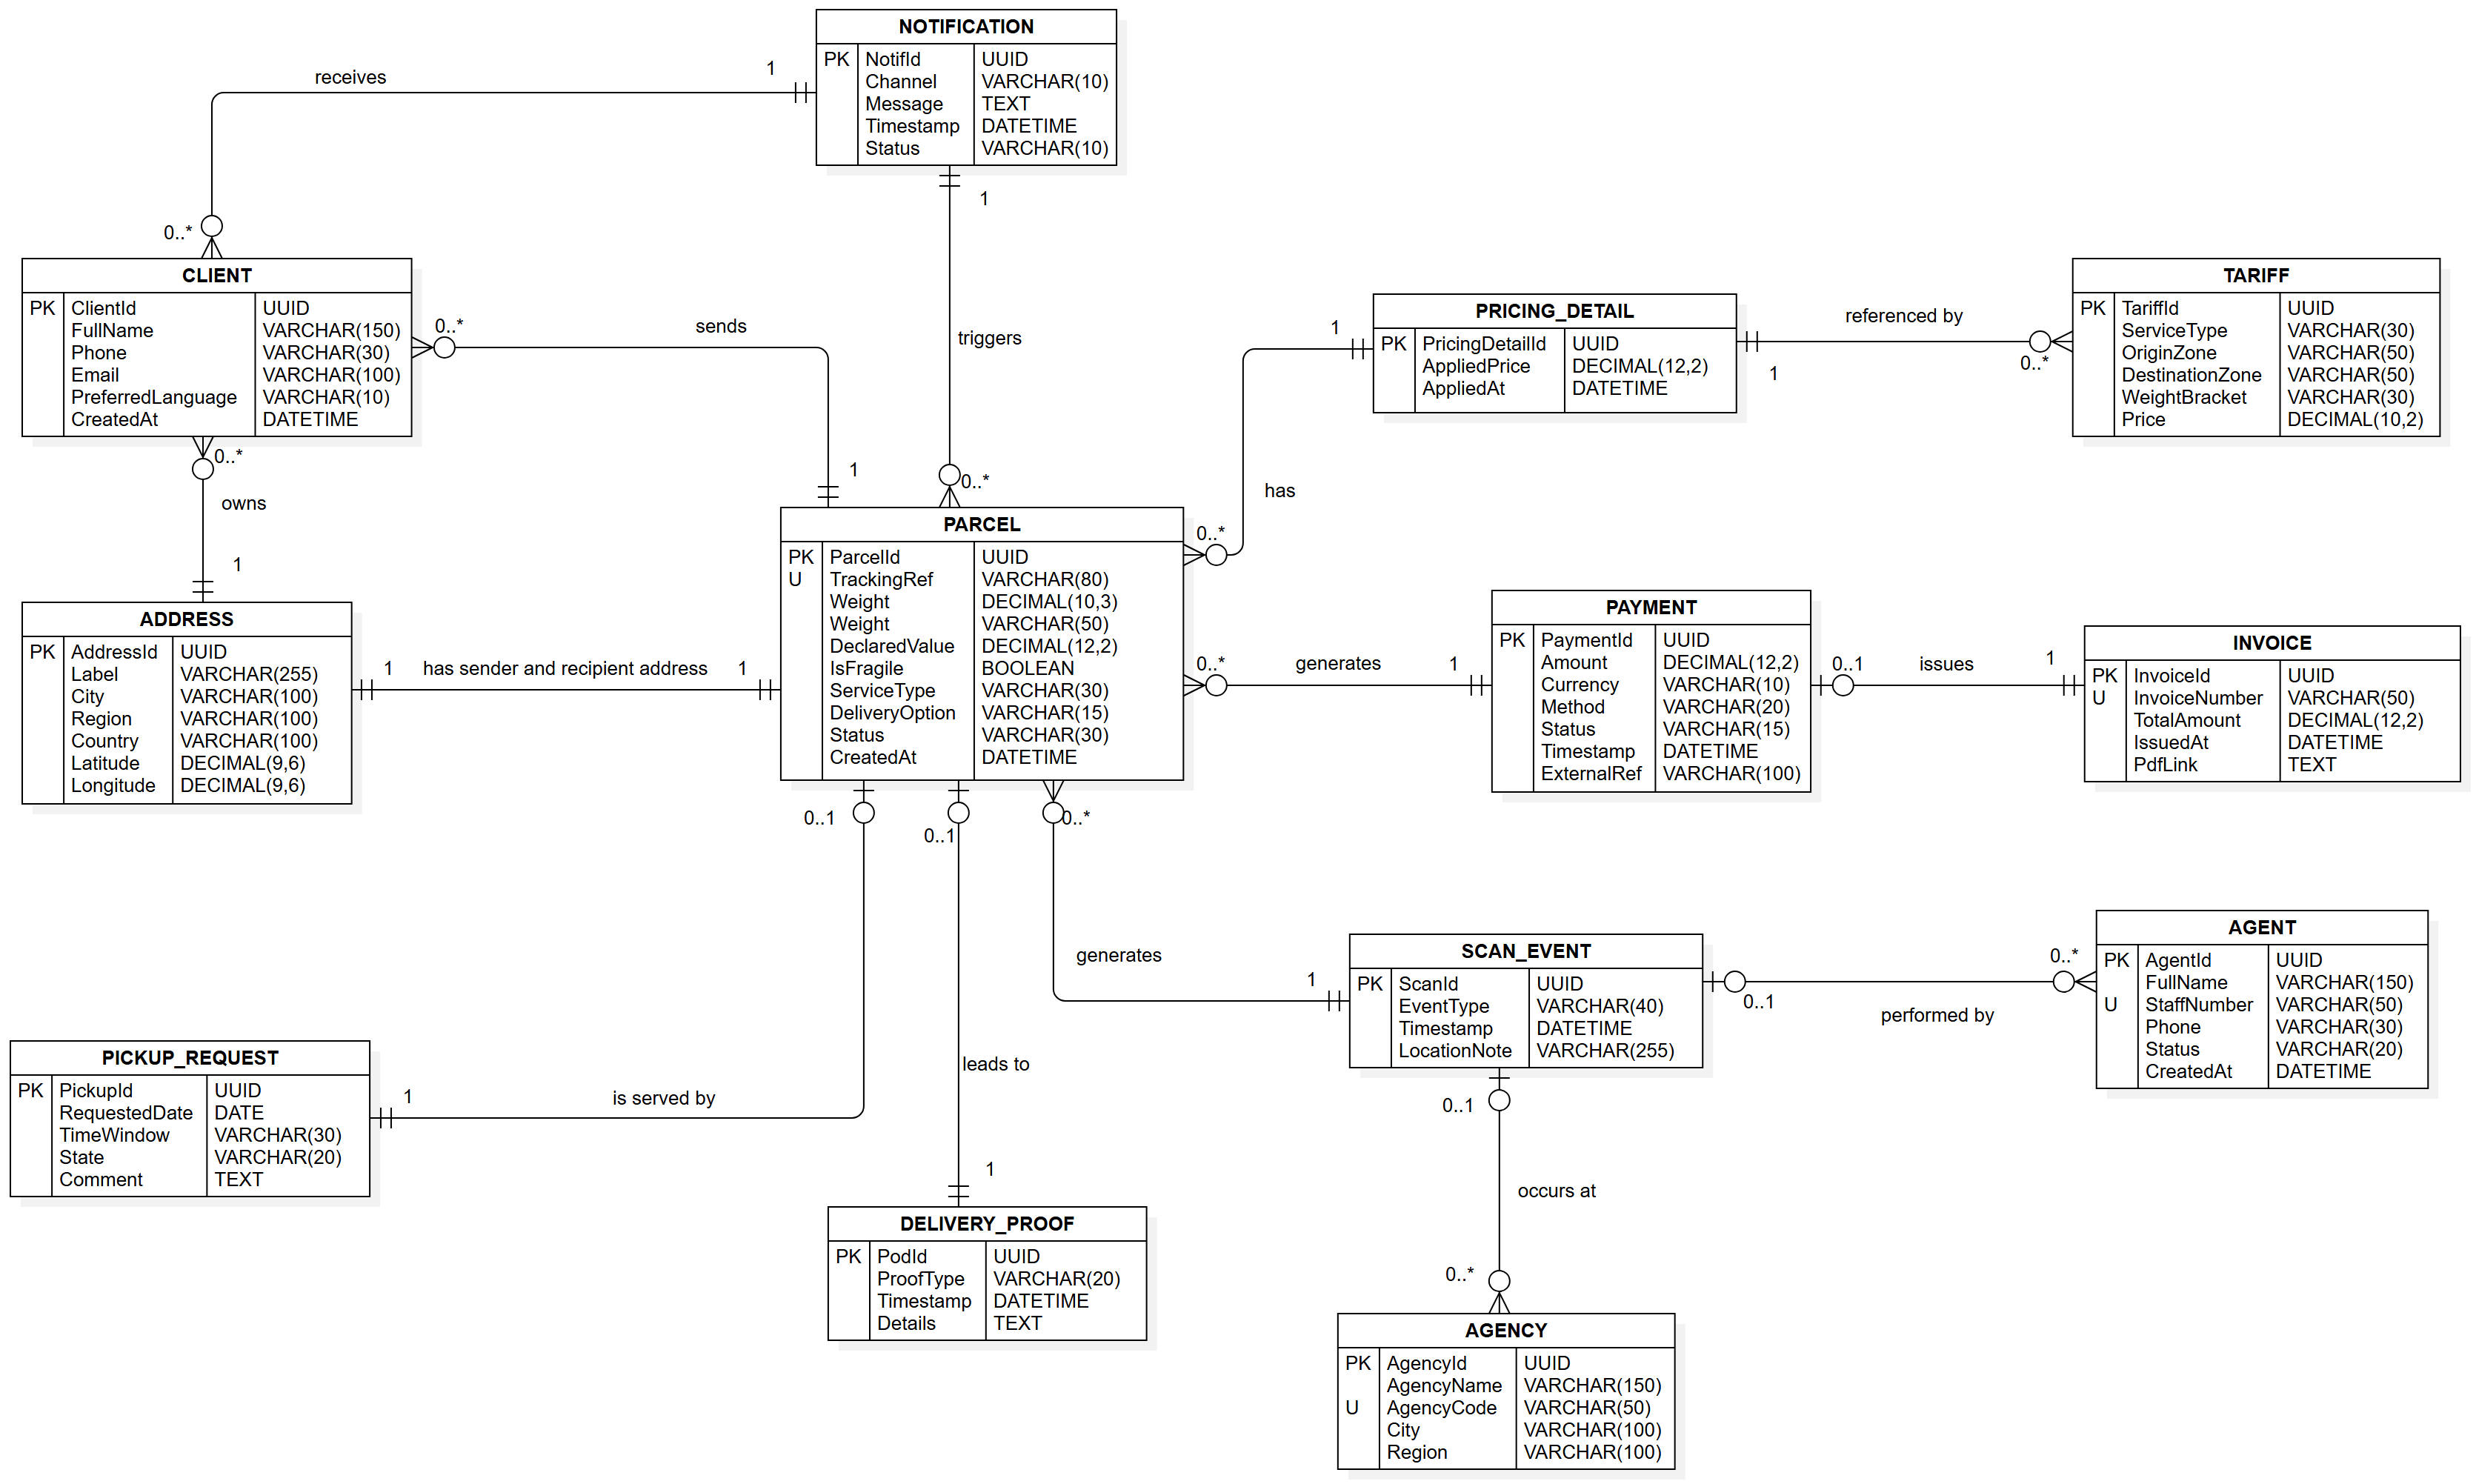 NOTIFICATION
PK NotifId UUID
Channel VARCHAR(10)
Message TEXT
Timestamp DATETIME
Status VARCHAR(10)
receives
1
0..*
1
CLIENT
PK ClientId UUID
FullName VARCHAR(150)
Phone VARCHAR(30)
Email VARCHAR(100)
PreferredLanguage VARCHAR(10)
CreatedAt DATETIME
0..*
sends
1
triggers
0..*
PRICING_DETAIL
PK PricingDetailId UUID
AppliedPrice DECIMAL(12,2)
AppliedAt DATETIME
1
has
0..*
referenced by
1
0..*
TARIFF
PK TariffId UUID
ServiceType VARCHAR(30)
OriginZone VARCHAR(50)
DestinationZone VARCHAR(50)
WeightBracket VARCHAR(30)
Price DECIMAL(10,2)
0..*
owns
1
ADDRESS
PK AddressId UUID
Label VARCHAR(255)
City VARCHAR(100)
Region VARCHAR(100)
Country VARCHAR(100)
Latitude DECIMAL(9,6)
Longitude DECIMAL(9,6)
1
has sender and recipient address
1
PARCEL
PK ParcelId UUID
U TrackingRef VARCHAR(80)
Weight DECIMAL(10,3)
Weight VARCHAR(50)
DeclaredValue DECIMAL(12,2)
IsFragile BOOLEAN
ServiceType VARCHAR(30)
DeliveryOption VARCHAR(15)
Status VARCHAR(30)
CreatedAt DATETIME
0..*
generates
1
PAYMENT
PK PaymentId UUID
Amount DECIMAL(12,2)
Currency VARCHAR(10)
Method VARCHAR(20)
Status VARCHAR(15)
Timestamp DATETIME
ExternalRef VARCHAR(100)
0..1
issues
1
INVOICE
PK InvoiceId UUID
U InvoiceNumber VARCHAR(50)
TotalAmount DECIMAL(12,2)
IssuedAt DATETIME
PdfLink TEXT
0..1
0..1
0..*
generates
1
SCAN_EVENT
PK ScanId UUID
EventType VARCHAR(40)
Timestamp DATETIME
LocationNote VARCHAR(255)
0..1
performed by
0..*
AGENT
PK AgentId UUID
FullName VARCHAR(150)
U StaffNumber VARCHAR(50)
Phone VARCHAR(30)
Status VARCHAR(20)
CreatedAt DATETIME
PICKUP_REQUEST
PK PickupId UUID
RequestedDate DATE
TimeWindow VARCHAR(30)
State VARCHAR(20)
Comment TEXT
1
is served by
leads to
1
DELIVERY_PROOF
PK PodId UUID
ProofType VARCHAR(20)
Timestamp DATETIME
Details TEXT
0..1
occurs at
0..*
AGENCY
PK AgencyId UUID
AgencyName VARCHAR(150)
U AgencyCode VARCHAR(50)
City VARCHAR(100)
Region VARCHAR(100)